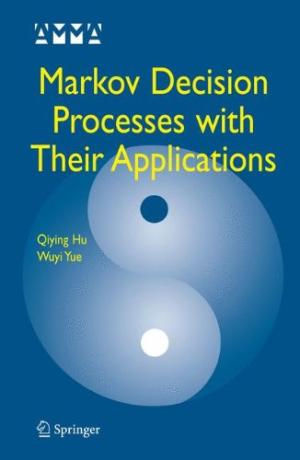 AMMA
Markov Decision
Processes with
Their Applications
Qiying Hu
Wuyi Yue
Springer